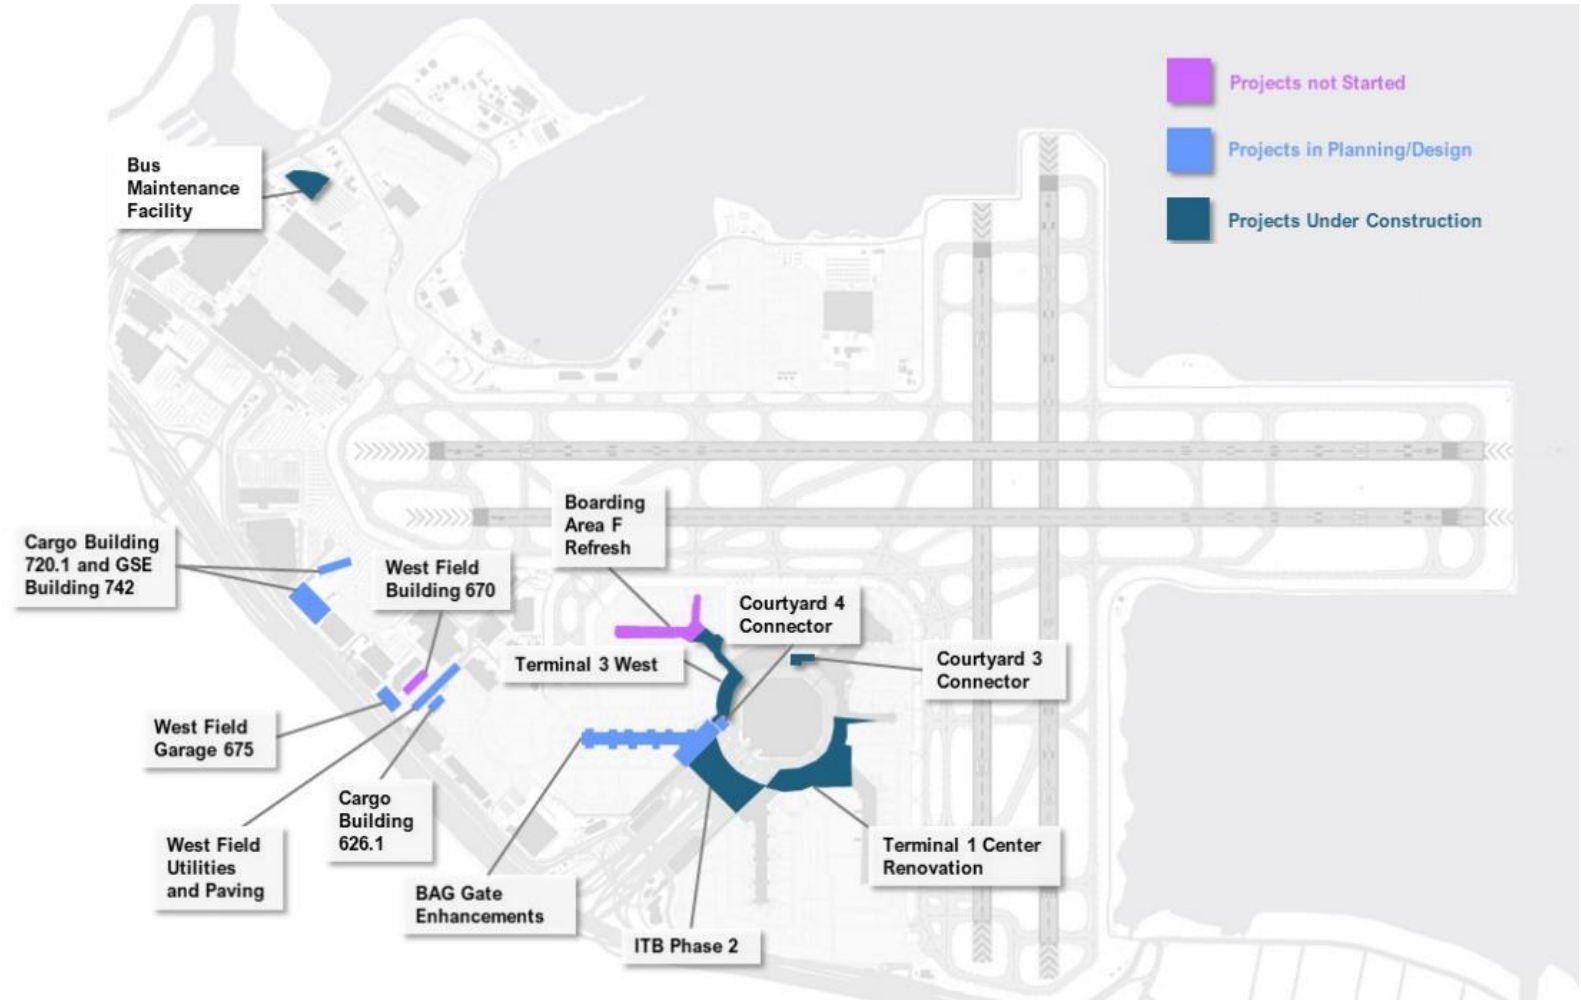 Projects not Started
Projects in Planning/Design
Projects Under Construction
Bus
Maintenance
Facility
Boarding
Area F
Refresh
Cargo Building
720.1 and GSE
Building 742
West Field
Building 670
Courtyard 4
Connector
Terminal 3 West
Courtyard 3
Connector
West Field
Garage 675
Cargo
Building
626.1
West Field
Utilities
and Paving
BAG Gate
Enhancements
ITB Phase 2
Terminal 1 Center
Renovation